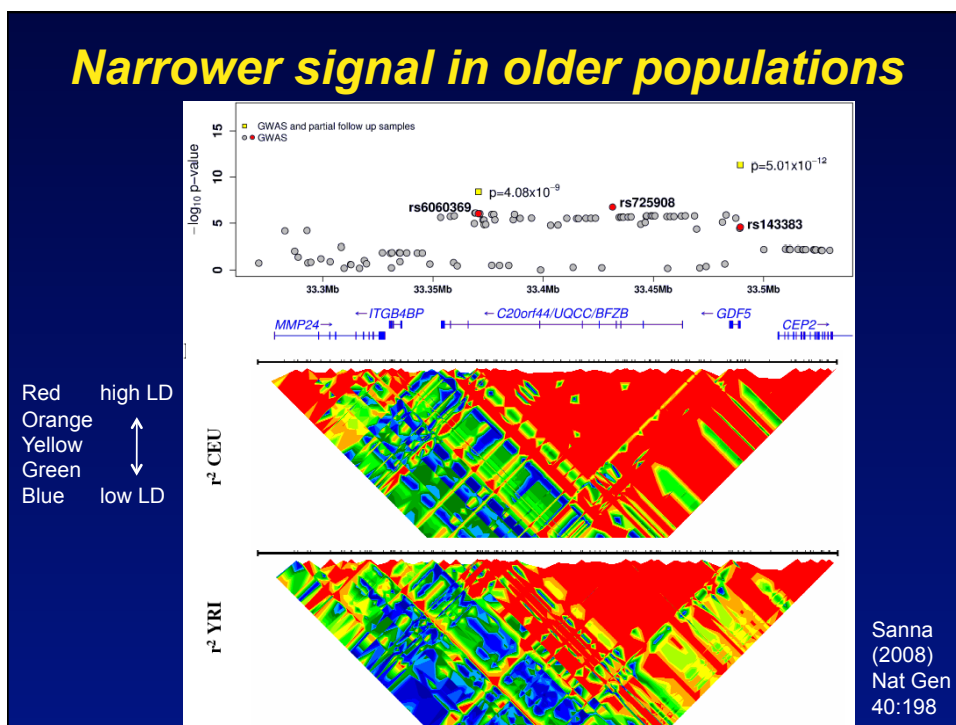 Narrower signal in older populations
GWAS and partial follow up samples
GWAS
15
10
5
0
−log10 p-value
p=4.08x10−9
p=5.01x10−12
rs6060369
rs725908
rs143383
33.3Mb 33.35Mb 33.4Mb 33.45Mb 33.5Mb
← ITGB4BP ← C20orf44/UQCC/BFZB ← GDF5
MMP24→ CEP2→
Red high LD
Orange
Yellow
Green
Blue low LD
r2 CEU
r2 YRI
Sanna
(2008)
Nat Gen
40:198